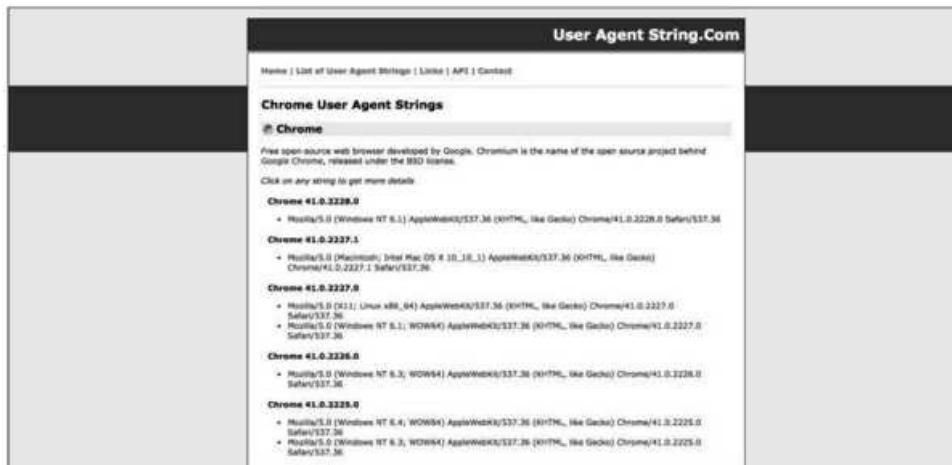 User Agent String.Com
Home | List of User Agent Strings | Links | API | Contact
Chrome User Agent Strings
Chrome
Free open-source web browser developed by Google. Chromium is the name of the open source project behind
Google Chrome, released under the BSD license.
Click on any string to get more details
Chrome 41.0.2228.0
• Mozilla/5.0 (Windows NT 6.1) AppleWebKit/537.36 (KHTML, like Gecko) Chrome/41.0.2228.0 Safari/537.36
Chrome 41.0.2227.1
• Mozilla/5.0 (Macintosh; Intel Mac OS X 10_10_1) AppleWebKit/537.36 (KHTML, like Gecko)
Chrome/41.0.2227.1 Safari/537.36
Chrome 41.0.2227.0
• Mozilla/5.0 (X11; Linux x86_64) AppleWebKit/537.36 (KHTML, like Gecko) Chrome/41.0.2227.0
Safari/537.36
• Mozilla/5.0 (Windows NT 6.1; WOW64) AppleWebKit/537.36 (KHTML, like Gecko) Chrome/41.0.2227.0
Safari/537.36
Chrome 41.0.2226.0
• Mozilla/5.0 (Windows NT 6.3; WOW64) AppleWebKit/537.36 (KHTML, like Gecko) Chrome/41.0.2226.0
Safari/537.36
Chrome 41.0.2225.0
• Mozilla/5.0 (Windows NT 6.4; WOW64) AppleWebKit/537.36 (KHTML, like Gecko) Chrome/41.0.2225.0
Safari/537.36
• Mozilla/5.0 (Windows NT 6.3; WOW64) AppleWebKit/537.36 (KHTML, like Gecko) Chrome/41.0.2225.0
Safari/537.36